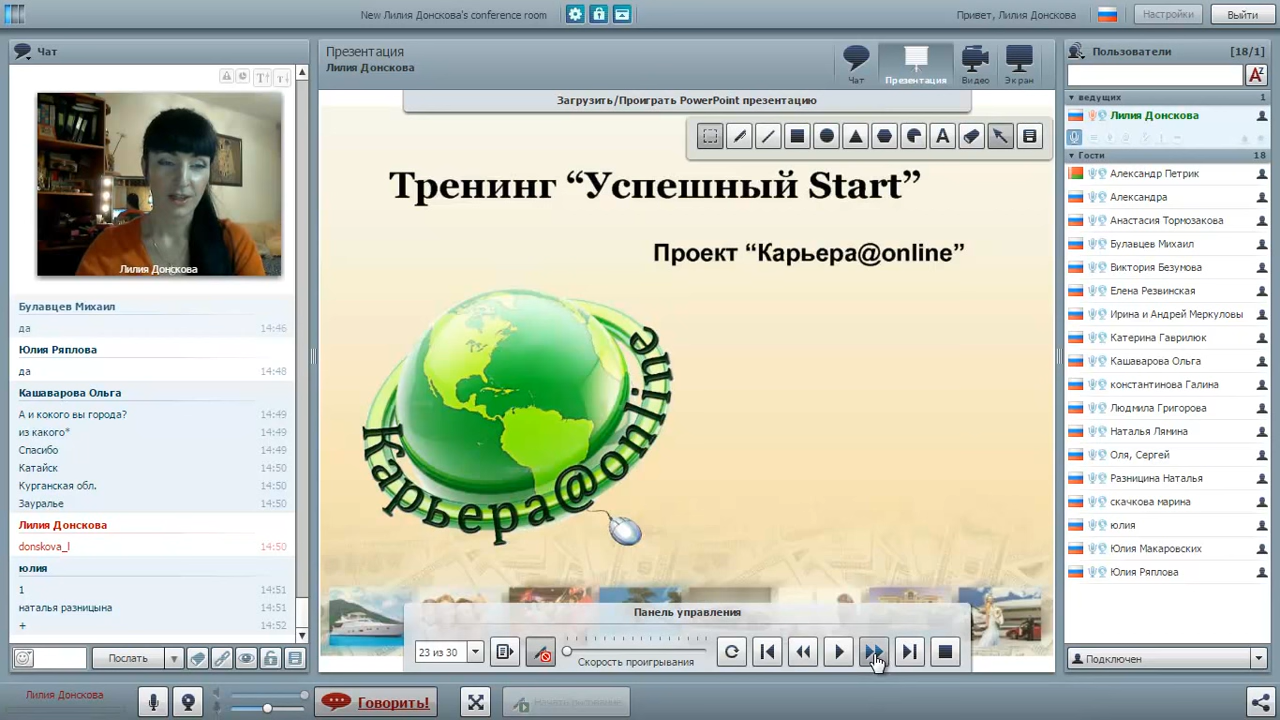 New Лилия Донскова's conference room
Привет, Лилия Донскова
Настройки
Выйти
Чат
Лилия Донскова
Булавцев Михаил
да 14:46
Юлия Ряплова
да 14:48
Кашаварова Ольга
А и кокого вы города? 14:49
из какого* 14:49
Спасибо 14:49
Катайск 14:50
Курганская обл. 14:50
Зауралье 14:50
Лилия Донскова
donskova_l 14:50
юлия
1 14:51
наталья разницына 14:51
+ 14:52
Послать
Презентация
Лилия Донскова
Чат
Презентация
Видео
Экран
Загрузить/Проиграть PowerPoint презентацию
Тренинг “Успешный Start”
Проект “Карьера@online”
Карьера@online
Панель управления
23 из 30
Скорость проигрывания
Пользователи [18/1]
ведущих 1
Лилия Донскова
Гости 18
Александр Петрик
Александра
Анастасия Тормозакова
Булавцев Михаил
Виктория Безумова
Елена Резвинская
Ирина и Андрей Меркуловы
Катерина Гаврилюк
Кашаварова Ольга
константинова Галина
Людмила Григорова
Наталья Лямина
Оля, Сергей
Разницина Наталья
скачкова марина
юлия
Юлия Макаровских
Юлия Ряплова
Подключен
Лилия Донскова
Говорить!